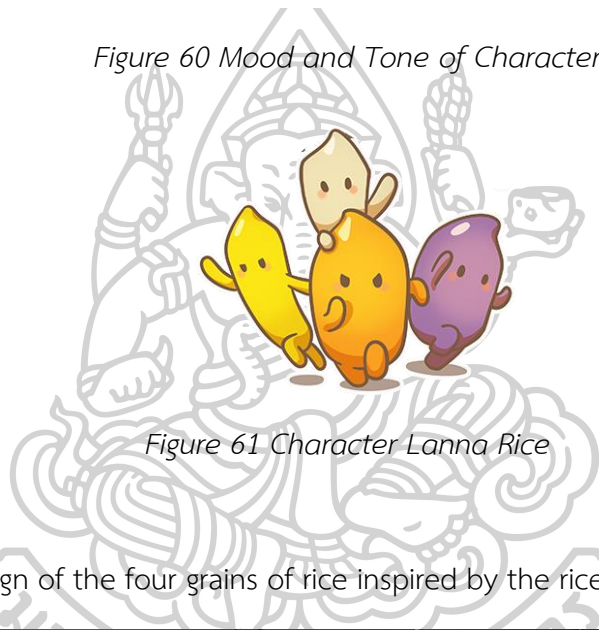 Figure 60 Mood and Tone of Character
Figure 61 Character Lanna Rice
gn of the four grains of rice inspired by the rice